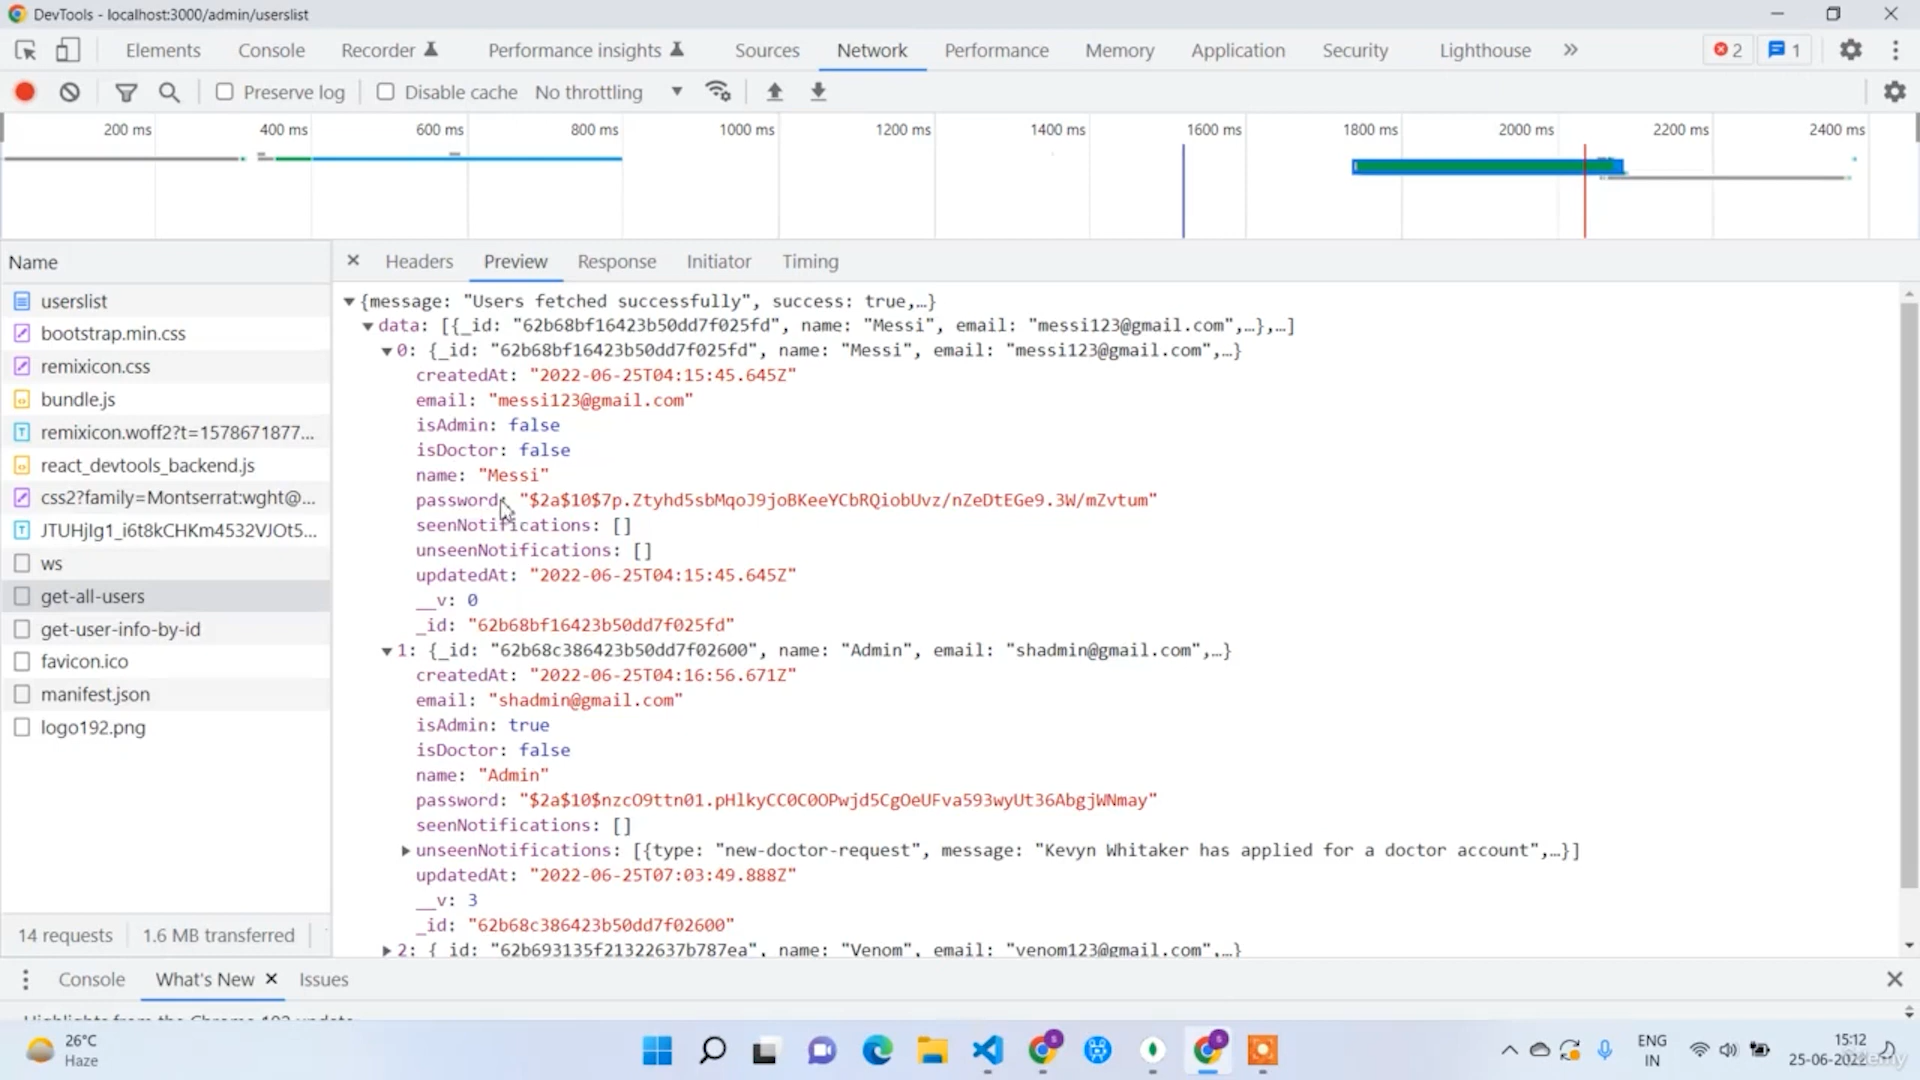 DevTools - localhost:3000/admin/userslist
Elements Console Recorder Performance insights Sources Network Performance Memory Application Security Lighthouse 2 1
Preserve log Disable cache No throttling
200 ms 400 ms 600 ms 800 ms 1000 ms 1200 ms 1400 ms 1600 ms 1800 ms 2000 ms 2200 ms 2400 ms
Name
userslist
bootstrap.min.css
remixicon.css
bundle.js
remixicon.woff2?t=1578671877...
react_devtools_backend.js
css2?family=Montserrat:wght@...
JTUHjIg1_i6t8kCHKm4532VJOt5...
ws
get-all-users
get-user-info-by-id
favicon.ico
manifest.json
logo192.png
14 requests 1.6 MB transferred
Headers Preview Response Initiator Timing
{message: "Users fetched successfully", success: true,…}
data: [{_id: "62b68bf16423b50dd7f025fd", name: "Messi", email: "messi123@gmail.com",…},…]
0: {_id: "62b68bf16423b50dd7f025fd", name: "Messi", email: "messi123@gmail.com",…}
createdAt: "2022-06-25T04:15:45.645Z"
email: "messi123@gmail.com"
isAdmin: false
isDoctor: false
name: "Messi"
password: "$2a$10$7p.Ztyhd5sbMqoJ9joBKeeYCbRQiobUvz/nZeDtEGe9.3W/mZvtum"
seenNotifications: []
unseenNotifications: []
updatedAt: "2022-06-25T04:15:45.645Z"
__v: 0
_id: "62b68bf16423b50dd7f025fd"
1: {_id: "62b68c386423b50dd7f02600", name: "Admin", email: "shadmin@gmail.com",…}
createdAt: "2022-06-25T04:16:56.671Z"
email: "shadmin@gmail.com"
isAdmin: true
isDoctor: false
name: "Admin"
password: "$2a$10$nzcO9ttn01.pHlkyCC0C0OPwjd5CgOeUFva593wyUt36AbgjWNmay"
seenNotifications: []
unseenNotifications: [{type: "new-doctor-request", message: "Kevyn Whitaker has applied for a doctor account",…}]
updatedAt: "2022-06-25T07:03:49.888Z"
__v: 3
_id: "62b68c386423b50dd7f02600"
2: {_id: "62b693135f21322637b787ea", name: "Venom", email: "venom123@gmail.com",…}
Console What's New Issues
Highlights from the Chrome 102 update
26°C
Haze
ENG
IN
15:12
25-06-2022